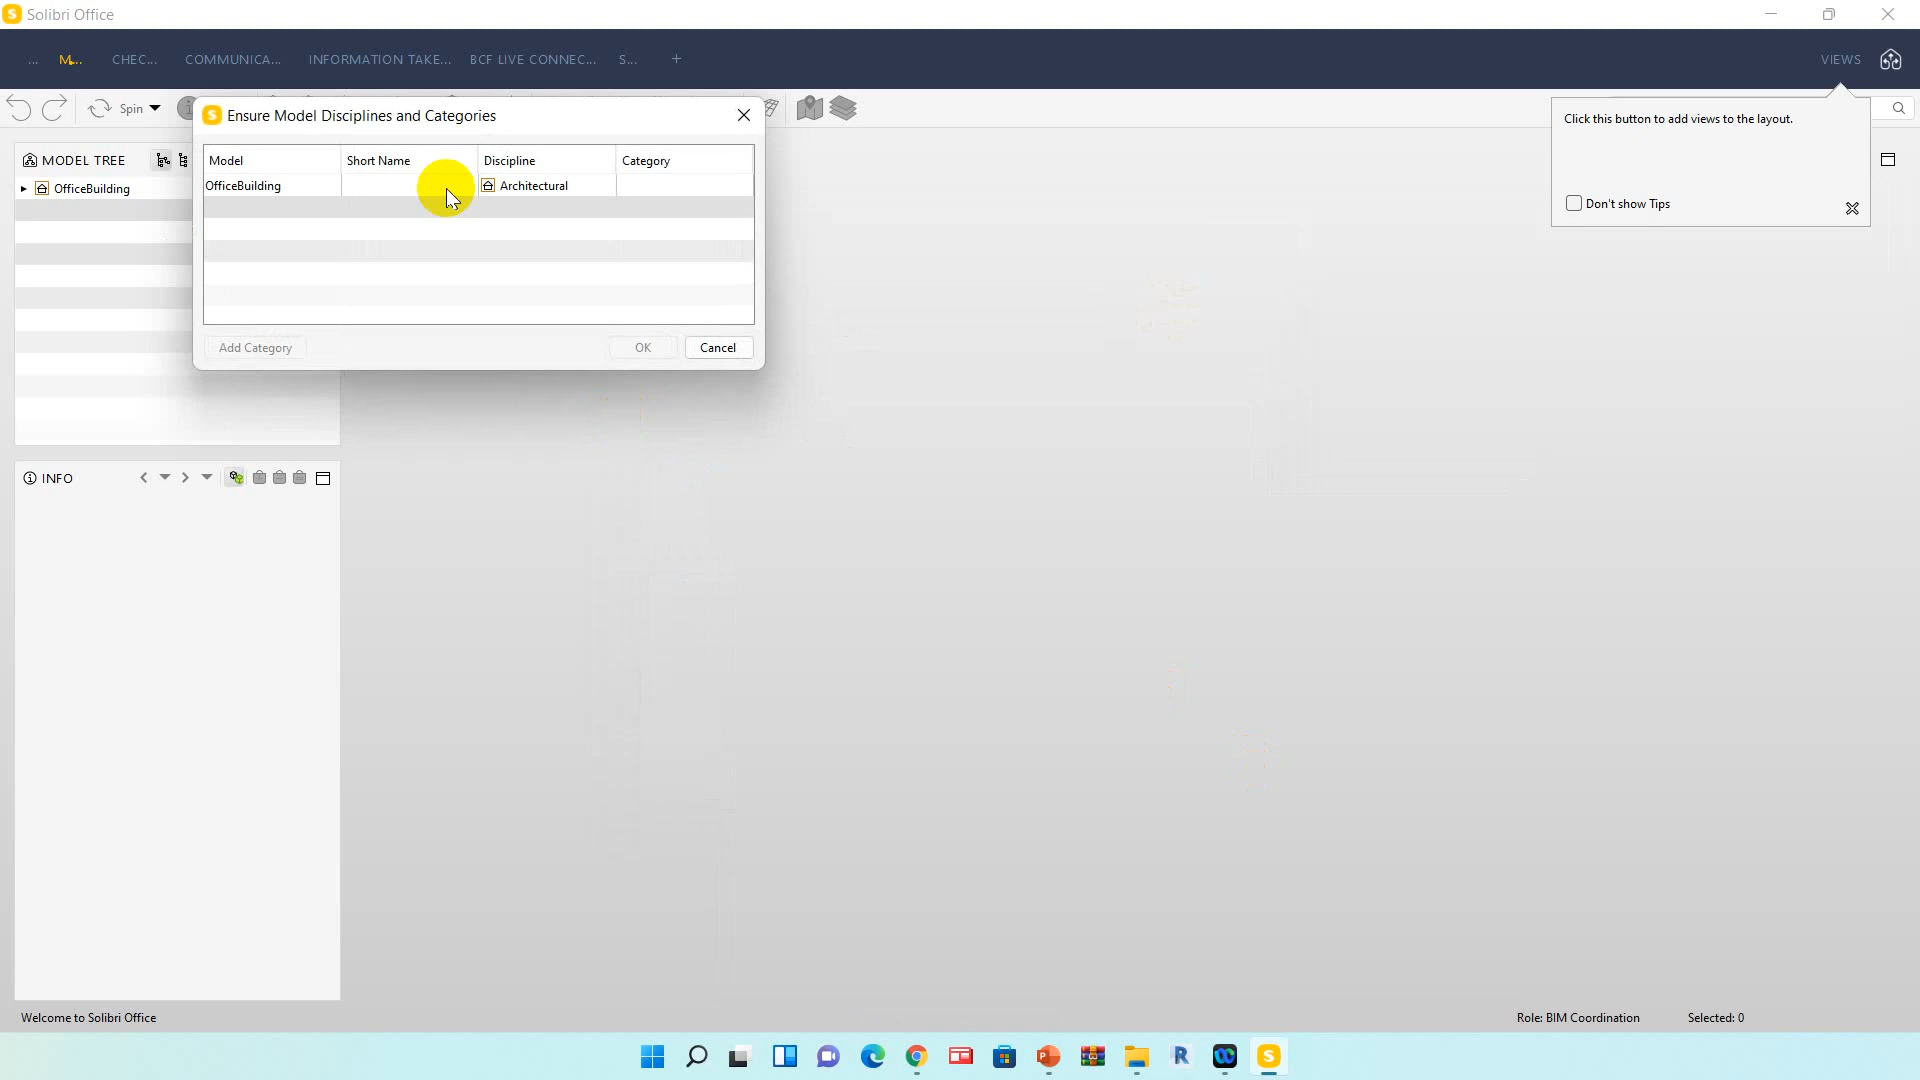 Solibri Office
... M... CHEC... COMMUNICA... INFORMATION TAKE... BCF LIVE CONNEC... S... + VIEWS
Spin
Ensure Model Disciplines and Categories
Click this button to add views to the layout.
Don't show Tips
MODEL TREE
OfficeBuilding
Model Short Name Discipline Category
OfficeBuilding Architectural
Add Category OK Cancel
INFO
Welcome to Solibri Office
Role: BIM Coordination Selected: 0